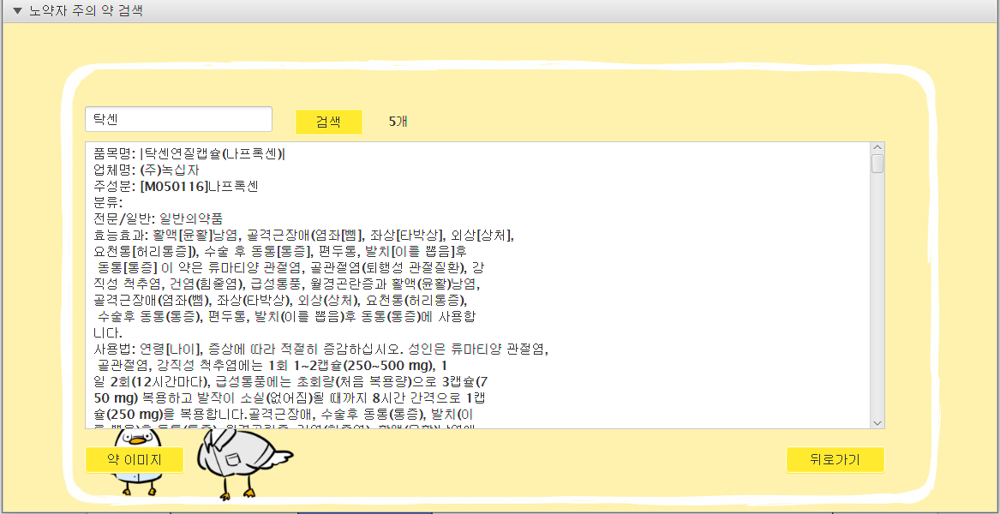 ▼ 노약자 주의 약 검색
탁센
검색
5개
품목명: |탁센연질캡슐(나프록센)|
업체명: (주)녹십자
주성분: [M050116]나프록센
분류:
전문/일반: 일반의약품
효능효과: 활액[윤활]낭염, 골격근장애(염좌[삠], 좌상[타박상], 외상[상처],
요천통[허리통증]), 수술 후 동통[통증], 편두통, 발치[이를 뽑음]후
동통[통증] 이 약은 류마티양 관절염, 골관절염(퇴행성 관절질환), 강
직성 척추염, 건염(힘줄염), 급성통풍, 월경곤란증과 활액(윤활)낭염,
골격근장애(염좌(삠), 좌상(타박상), 외상(상처), 요천통(허리통증),
수술후 동통(통증), 편두통, 발치(이를 뽑음)후 동통(통증)에 사용합
니다.
사용법: 연령[나이], 증상에 따라 적절히 증감하십시오. 성인은 류마티양 관절염,
골관절염, 강직성 척추염에는 1회 1~2캡슐(250~500 mg), 1
일 2회(12시간마다), 급성통풍에는 초회량(처음 복용량)으로 3캡슐(7
50 mg) 복용하고 발작이 소실(없어짐)될 때까지 8시간 간격으로 1캡
슐(250 mg)을 복용합니다.골격근장애, 수술후 동통(통증), 발치(이
약 이미지
뒤로가기